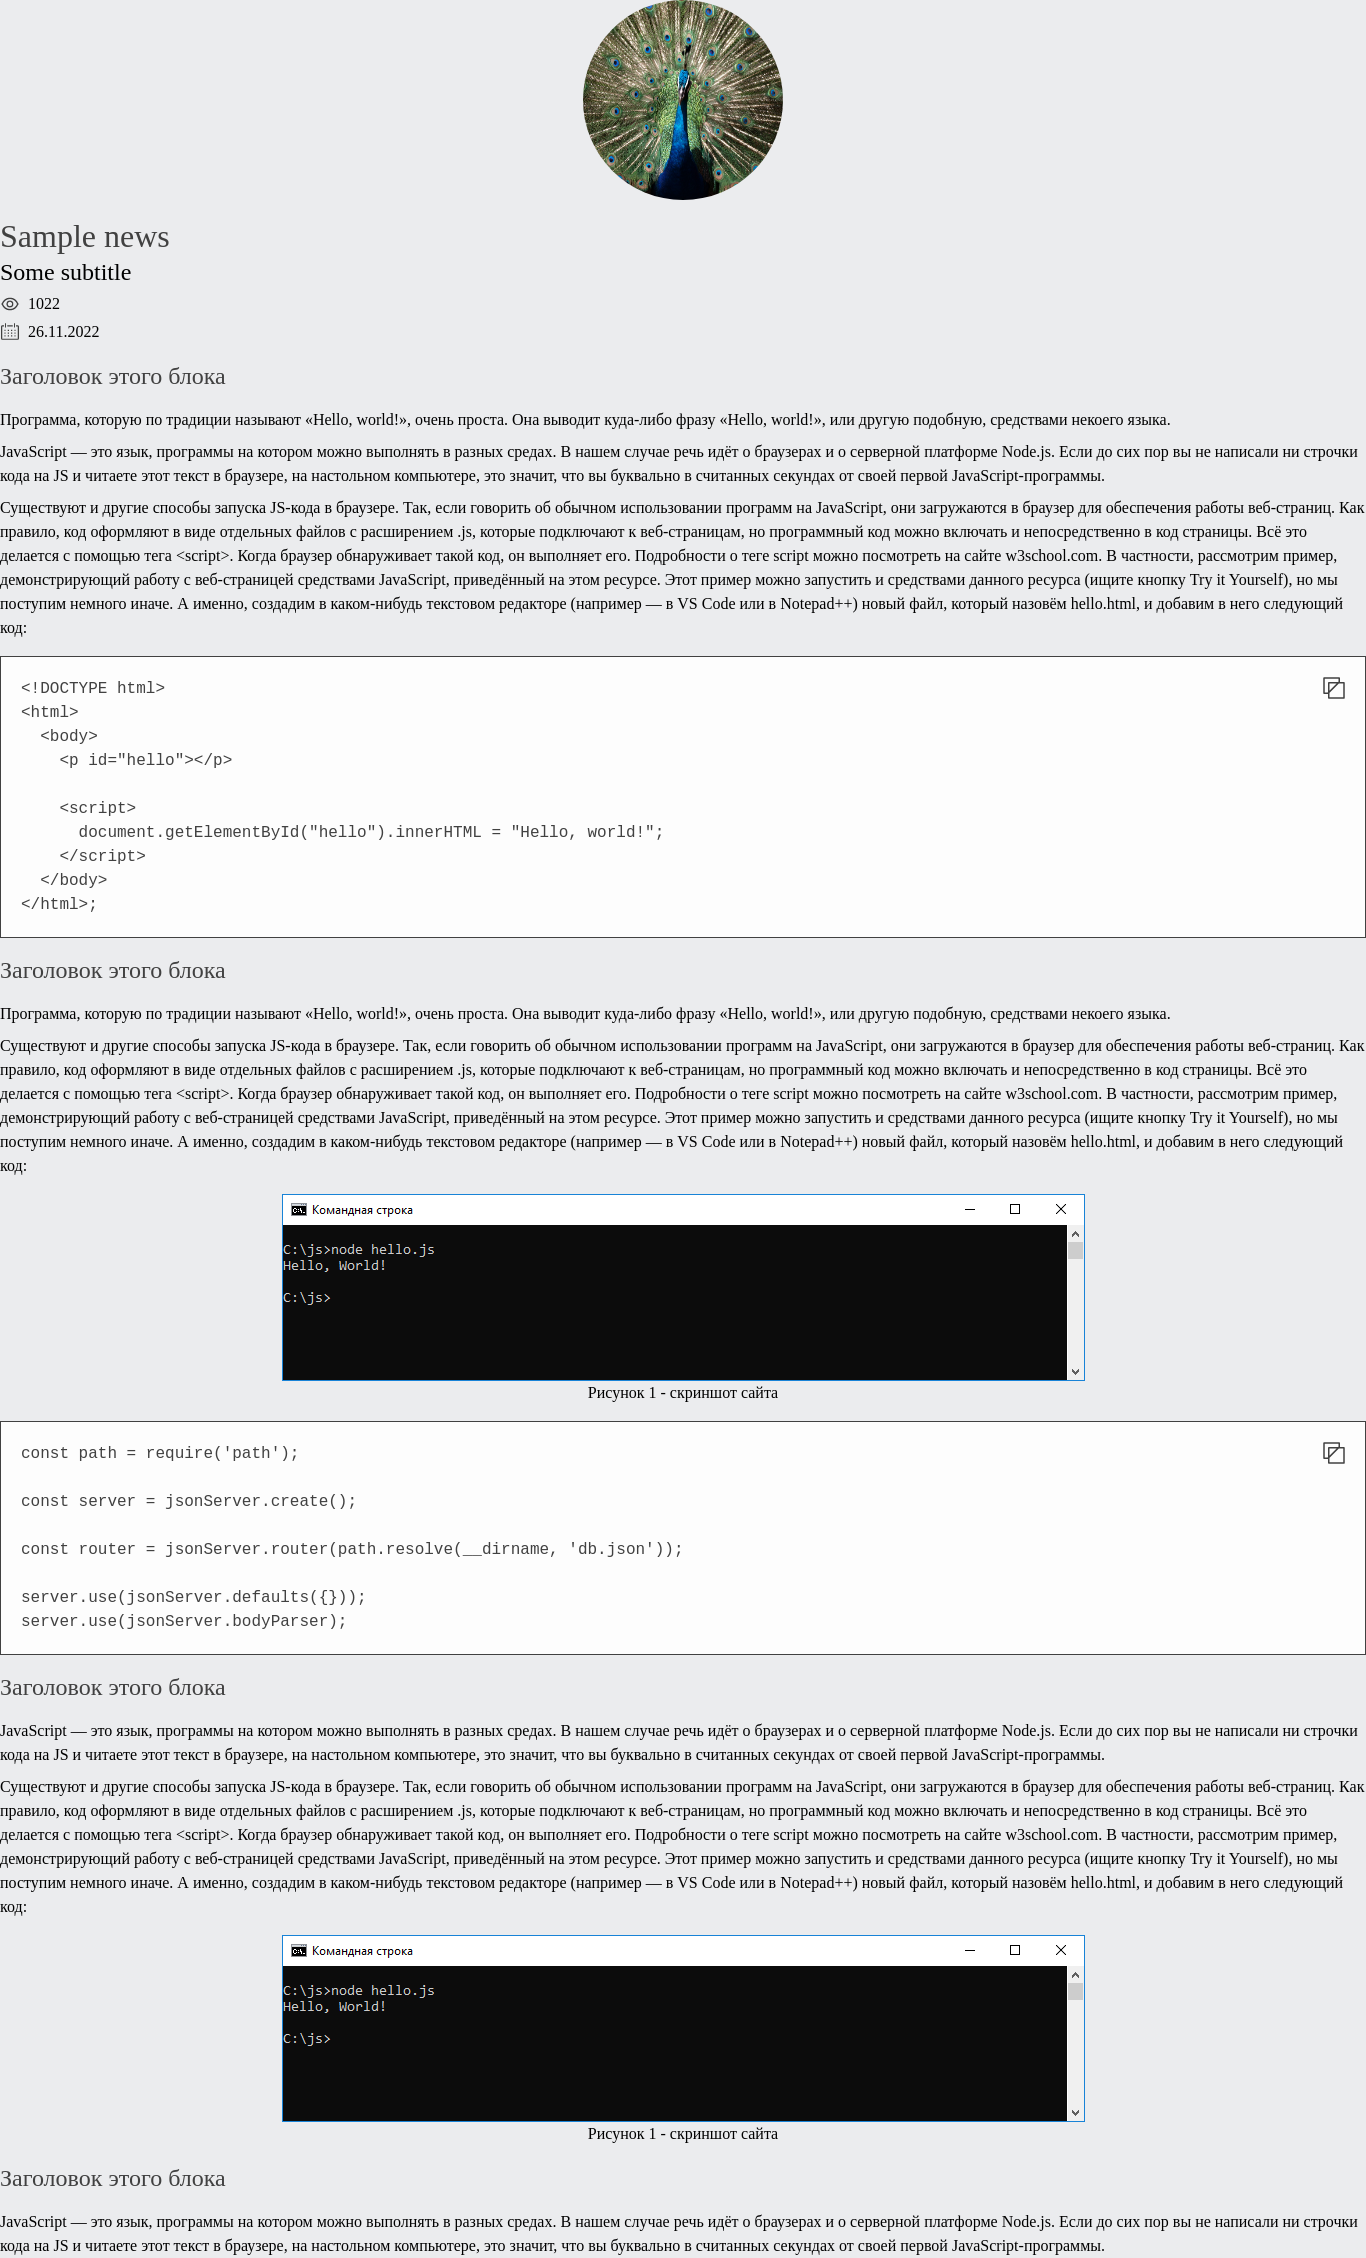 Sample news
Some subtitle
1022
26.11.2022
Заголовок этого блока
Программа, которую по традиции называют «Hello, world!», очень проста. Она выводит куда-либо фразу «Hello, world!», или другую подобную, средствами некоего языка.
JavaScript — это язык, программы на котором можно выполнять в разных средах. В нашем случае речь идёт о браузерах и о серверной платформе Node.js. Если до сих пор вы не написали ни строчки
кода на JS и читаете этот текст в браузере, на настольном компьютере, это значит, что вы буквально в считанных секундах от своей первой JavaScript-программы.
Существуют и другие способы запуска JS-кода в браузере. Так, если говорить об обычном использовании программ на JavaScript, они загружаются в браузер для обеспечения работы веб-страниц. Как
правило, код оформляют в виде отдельных файлов с расширением .js, которые подключают к веб-страницам, но программный код можно включать и непосредственно в код страницы. Всё это
делается с помощью тега <script>. Когда браузер обнаруживает такой код, он выполняет его. Подробности о теге script можно посмотреть на сайте w3school.com. В частности, рассмотрим пример,
демонстрирующий работу с веб-страницей средствами JavaScript, приведённый на этом ресурсе. Этот пример можно запустить и средствами данного ресурса (ищите кнопку Try it Yourself), но мы
поступим немного иначе. А именно, создадим в каком-нибудь текстовом редакторе (например — в VS Code или в Notepad++) новый файл, который назовём hello.html, и добавим в него следующий
код:
<!DOCTYPE html>
<html>
  <body>
    <p id="hello"></p>

    <script>
      document.getElementById("hello").innerHTML = "Hello, world!";
    </script>
  </body>
</html>;
Заголовок этого блока
Программа, которую по традиции называют «Hello, world!», очень проста. Она выводит куда-либо фразу «Hello, world!», или другую подобную, средствами некоего языка.
Существуют и другие способы запуска JS-кода в браузере. Так, если говорить об обычном использовании программ на JavaScript, они загружаются в браузер для обеспечения работы веб-страниц. Как
правило, код оформляют в виде отдельных файлов с расширением .js, которые подключают к веб-страницам, но программный код можно включать и непосредственно в код страницы. Всё это
делается с помощью тега <script>. Когда браузер обнаруживает такой код, он выполняет его. Подробности о теге script можно посмотреть на сайте w3school.com. В частности, рассмотрим пример,
демонстрирующий работу с веб-страницей средствами JavaScript, приведённый на этом ресурсе. Этот пример можно запустить и средствами данного ресурса (ищите кнопку Try it Yourself), но мы
поступим немного иначе. А именно, создадим в каком-нибудь текстовом редакторе (например — в VS Code или в Notepad++) новый файл, который назовём hello.html, и добавим в него следующий
код:
Командная строка
C:\js>node hello.js
Hello, World!
C:\js>
Рисунок 1 - скриншот сайта
const path = require('path');

const server = jsonServer.create();

const router = jsonServer.router(path.resolve(__dirname, 'db.json'));

server.use(jsonServer.defaults({}));
server.use(jsonServer.bodyParser);
Заголовок этого блока
JavaScript — это язык, программы на котором можно выполнять в разных средах. В нашем случае речь идёт о браузерах и о серверной платформе Node.js. Если до сих пор вы не написали ни строчки
кода на JS и читаете этот текст в браузере, на настольном компьютере, это значит, что вы буквально в считанных секундах от своей первой JavaScript-программы.
Существуют и другие способы запуска JS-кода в браузере. Так, если говорить об обычном использовании программ на JavaScript, они загружаются в браузер для обеспечения работы веб-страниц. Как
правило, код оформляют в виде отдельных файлов с расширением .js, которые подключают к веб-страницам, но программный код можно включать и непосредственно в код страницы. Всё это
делается с помощью тега <script>. Когда браузер обнаруживает такой код, он выполняет его. Подробности о теге script можно посмотреть на сайте w3school.com. В частности, рассмотрим пример,
демонстрирующий работу с веб-страницей средствами JavaScript, приведённый на этом ресурсе. Этот пример можно запустить и средствами данного ресурса (ищите кнопку Try it Yourself), но мы
поступим немного иначе. А именно, создадим в каком-нибудь текстовом редакторе (например — в VS Code или в Notepad++) новый файл, который назовём hello.html, и добавим в него следующий
код:
Командная строка
C:\js>node hello.js
Hello, World!
C:\js>
Рисунок 1 - скриншот сайта
Заголовок этого блока
JavaScript — это язык, программы на котором можно выполнять в разных средах. В нашем случае речь идёт о браузерах и о серверной платформе Node.js. Если до сих пор вы не написали ни строчки
кода на JS и читаете этот текст в браузере, на настольном компьютере, это значит, что вы буквально в считанных секундах от своей первой JavaScript-программы.